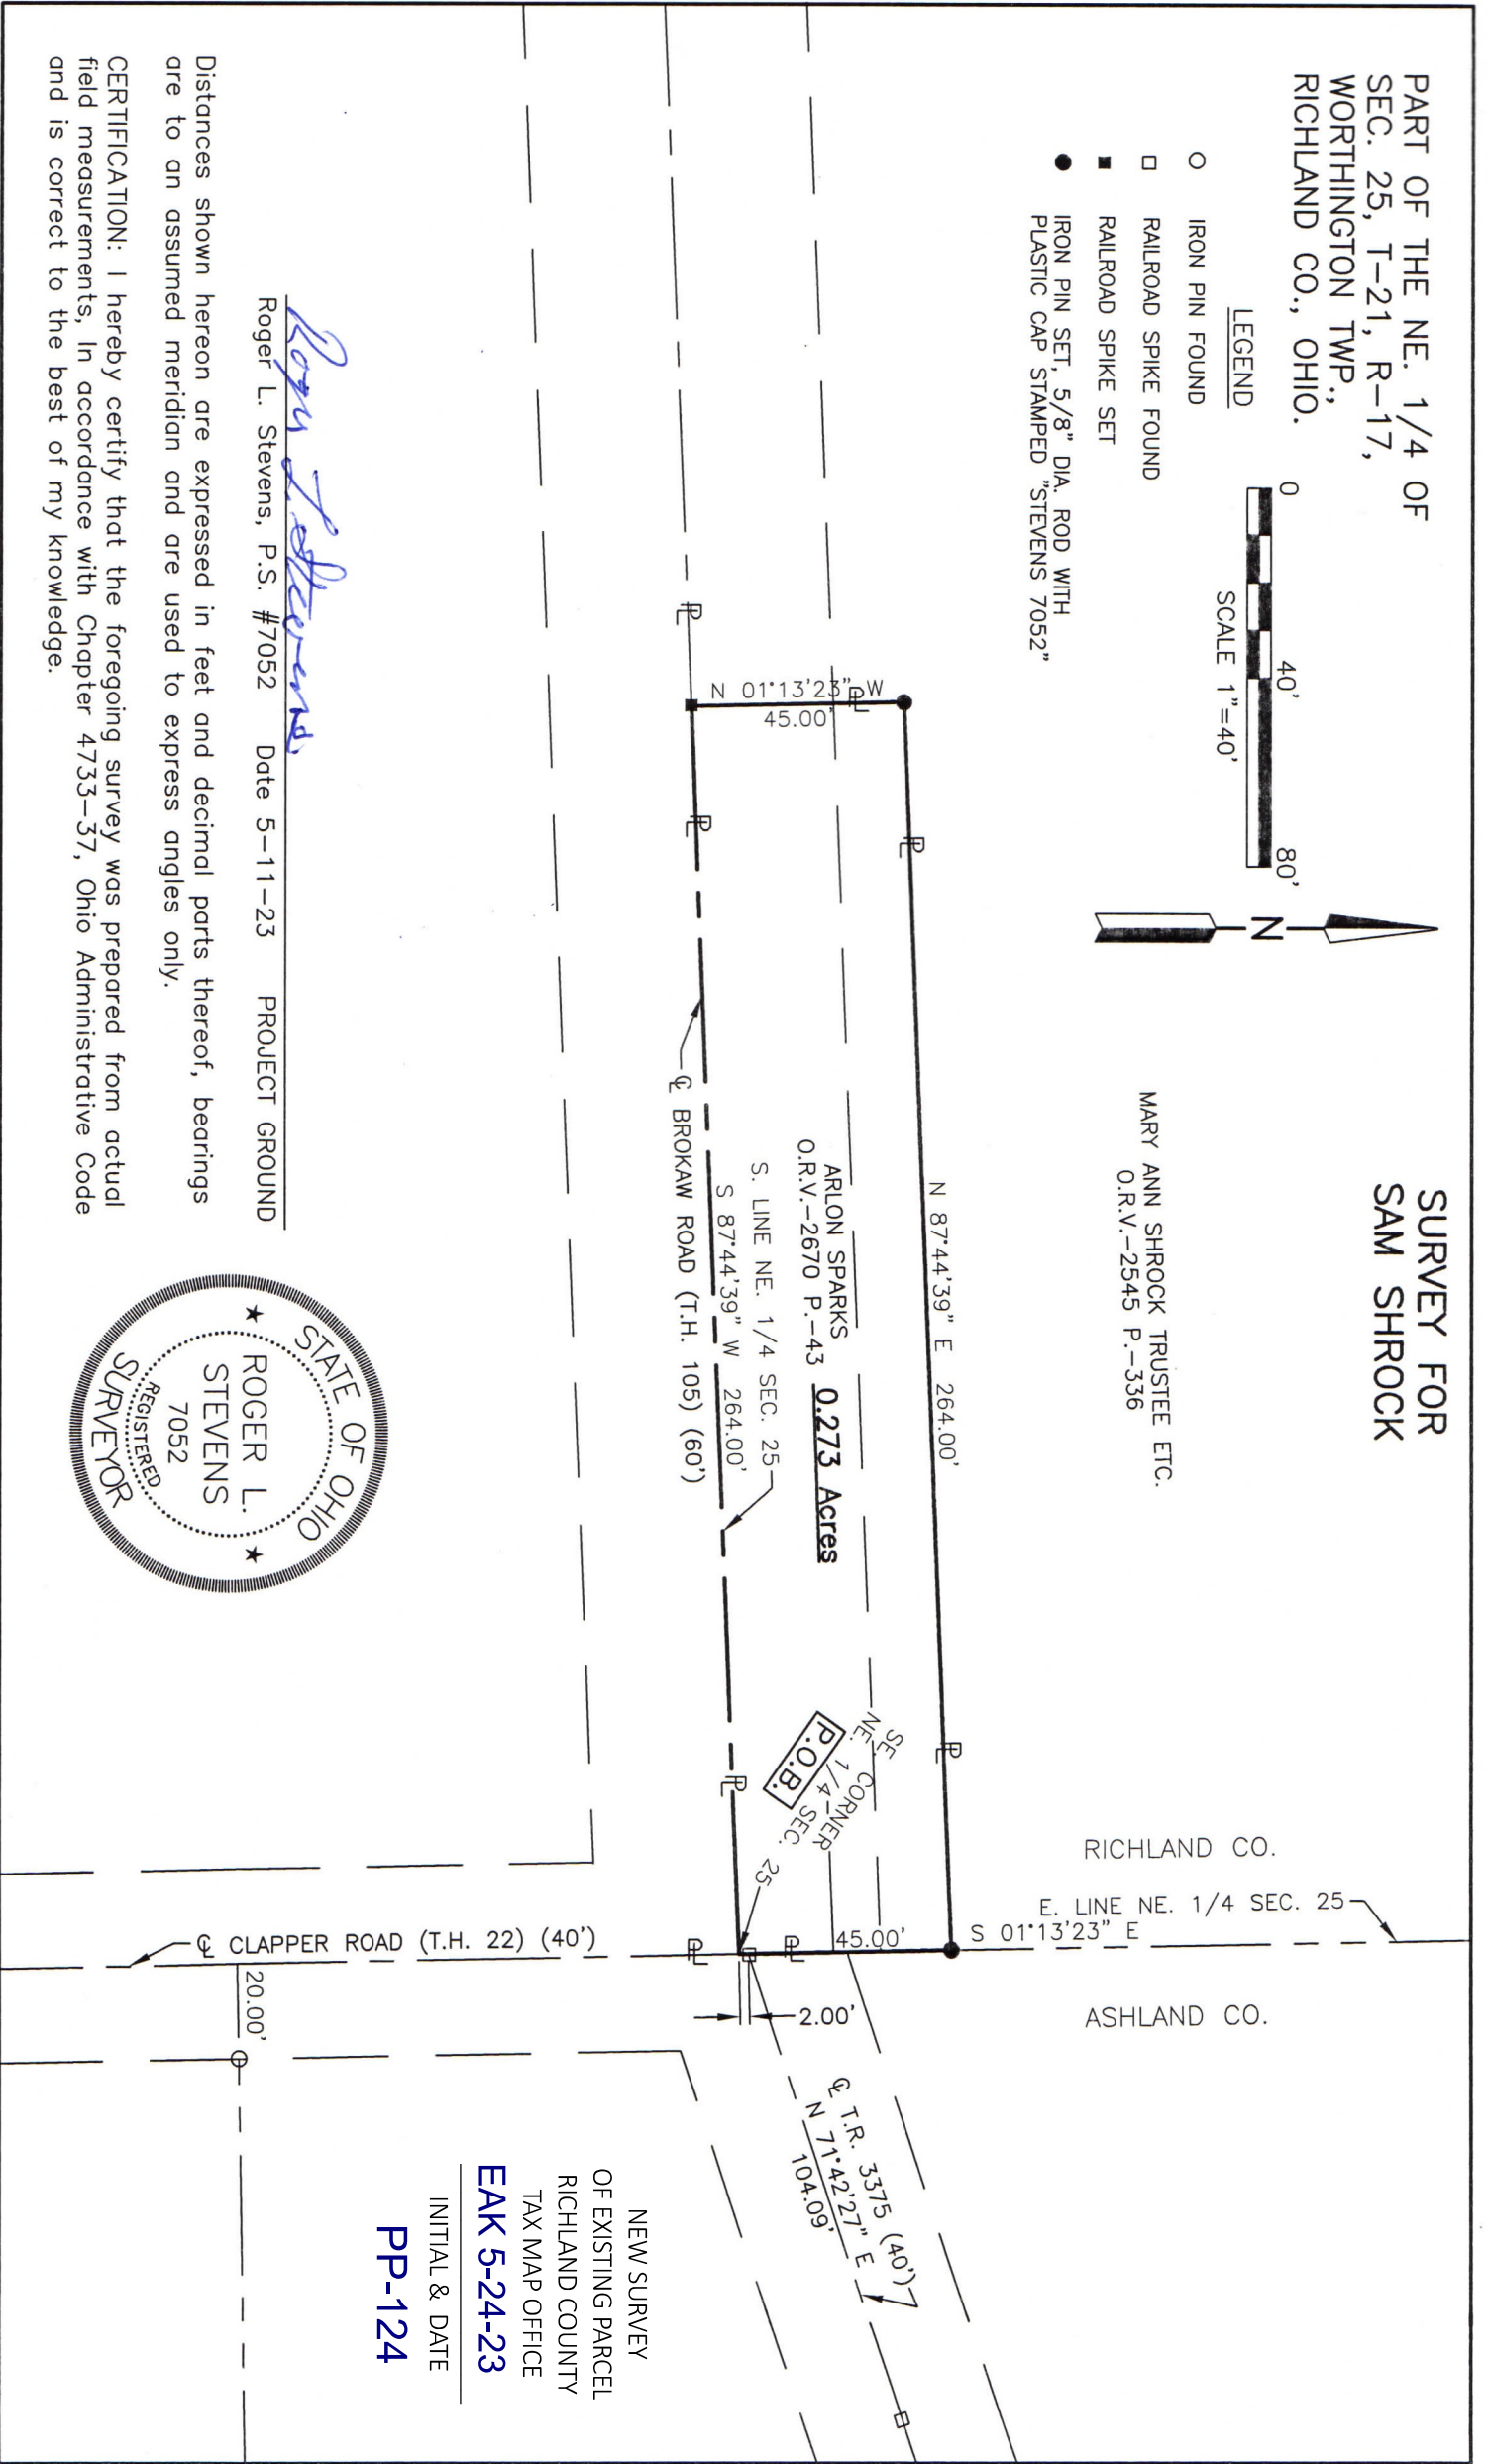 PART OF THE NE. 1/4 OF
SEC. 25, T-21, R-17,
WORTHINGTON TWP.,
RICHLAND CO., OHIO.
SURVEY FOR
SAM SHROCK
LEGEND
IRON PIN FOUND
RAILROAD SPIKE FOUND
RAILROAD SPIKE SET
IRON PIN SET, 5/8" DIA. ROD WITH
PLASTIC CAP STAMPED "STEVENS 7052"
0 40' 80'
SCALE 1"=40'
N
MARY ANN SHROCK TRUSTEE ETC.
O.R.V.-2545 P.-336
RICHLAND CO.
E. LINE NE. 1/4 SEC. 25
S 01°13'23" E
ASHLAND CO.
N 87°44'39" E 264.00'
N 01°13'23" W
45.00'
ARLON SPARKS
O.R.V.-2670 P.-43 0.273 Acres
S. LINE NE. 1/4 SEC. 25
S 87°44'39" W 264.00'
℄ BROKAW ROAD (T.H. 105) (60')
SE. CORNER
NE. 1/4 SEC. 25
P.O.B.
45.00'
2.00'
℄ CLAPPER ROAD (T.H. 22) (40')
20.00'
℄ T.R. 3375 (40')
N 71°42'27" E
104.09'
PL
PL
PL
PL
PL
PL
PL
PL
Roger L. Stevens
Roger L. Stevens, P.S. #7052 Date 5-11-23 PROJECT GROUND
Distances shown hereon are expressed in feet and decimal parts thereof, bearings
are to an assumed meridian and are used to express angles only.
CERTIFICATION: I hereby certify that the foregoing survey was prepared from actual
field measurements, In accordance with Chapter 4733-37, Ohio Administrative Code
and is correct to the best of my knowledge.
STATE OF OHIO
★ ROGER L. ★
STEVENS
7052
REGISTERED
SURVEYOR
NEW SURVEY
OF EXISTING PARCEL
RICHLAND COUNTY
TAX MAP OFFICE
EAK 5-24-23
INITIAL & DATE
PP-124